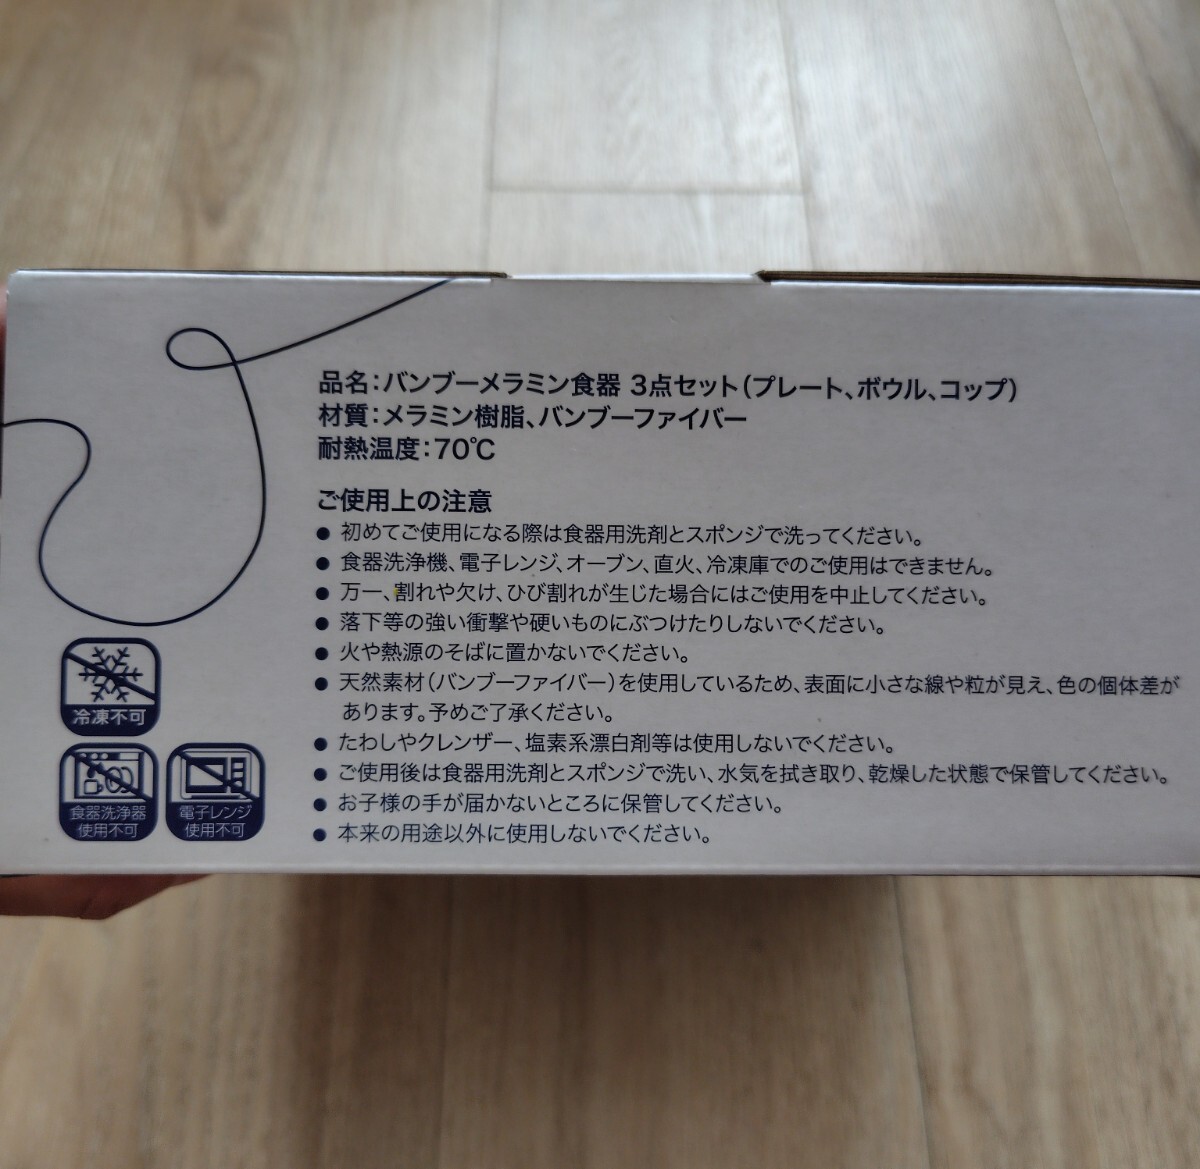 品名：バンブーメラミン食器 3点セット（プレート、ボウル、コップ）
材質：メラミン樹脂、バンブーファイバー
耐熱温度：70℃
ご使用上の注意
● 初めてご使用になる際は食器用洗剤とスポンジで洗ってください。
● 食器洗浄機、電子レンジ、オーブン、直火、冷凍庫でのご使用はできません。
● 万一、割れや欠け、ひび割れが生じた場合にはご使用を中止してください。
● 落下等の強い衝撃や硬いものにぶつけたりしないでください。
● 火や熱源のそばに置かないでください。
● 天然素材（バンブーファイバー）を使用しているため、表面に小さな線や粒が見え、色の個体差が
あります。予めご了承ください。
● たわしやクレンザー、塩素系漂白剤等は使用しないでください。
● ご使用後は食器用洗剤とスポンジで洗い、水気を拭き取り、乾燥した状態で保管してください。
● お子様の手が届かないところに保管してください。
● 本来の用途以外に使用しないでください。
冷凍不可
食器洗浄器
使用不可
電子レンジ
使用不可